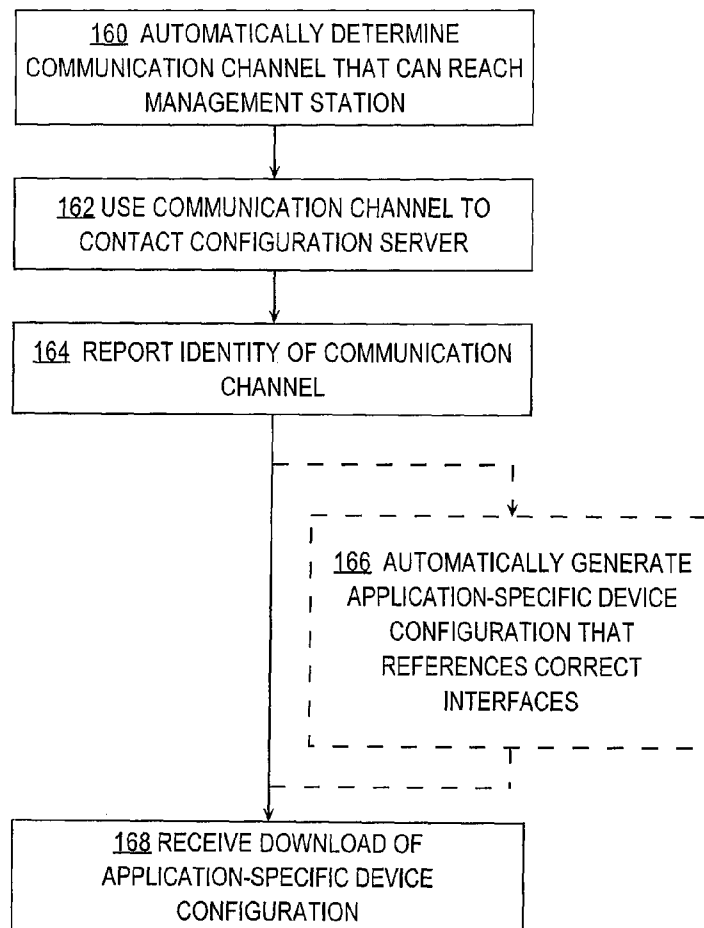 160 AUTOMATICALLY DETERMINE
COMMUNICATION CHANNEL THAT CAN REACH
MANAGEMENT STATION
162 USE COMMUNICATION CHANNEL TO
CONTACT CONFIGURATION SERVER
164 REPORT IDENTITY OF COMMUNICATION
CHANNEL
166 AUTOMATICALLY GENERATE
APPLICATION-SPECIFIC DEVICE
CONFIGURATION THAT
REFERENCES CORRECT
INTERFACES
168 RECEIVE DOWNLOAD OF
APPLICATION-SPECIFIC DEVICE
CONFIGURATION